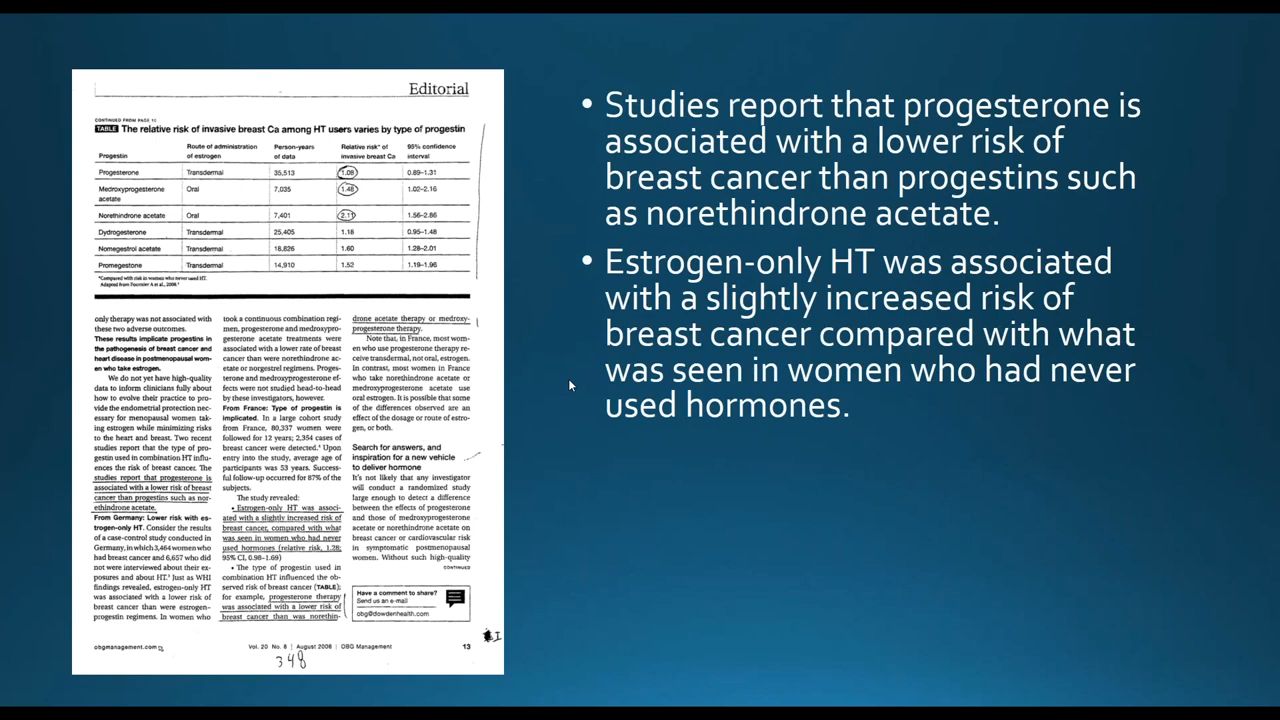 Editorial
CONTINUED FROM PAGE 10
TABLE The relative risk of invasive breast Ca among HT users varies by type of progestin
Progestin Route of administration of estrogen Person-years of data Relative risk* of invasive breast Ca 95% confidence interval
Progesterone Transdermal 35,513 1.08 0.89–1.31
Medroxyprogesterone acetate Oral 7,035 1.48 1.02–2.16
Norethindrone acetate Oral 7,401 2.11 1.56–2.86
Dydrogesterone Transdermal 25,405 1.18 0.95–1.48
Nomegestrol acetate Transdermal 18,826 1.60 1.28–2.01
Promegestone Transdermal 14,910 1.52 1.19–1.96
*Compared with risk in women who never used HT.
Adapted from Fournier A et al, 2008.
only therapy was not associated with
these two adverse outcomes.
These results implicate progestins in
the pathogenesis of breast cancer and
heart disease in postmenopausal wom-
en who take estrogen.
We do not yet have high-quality
data to inform clinicians fully about
how to evolve their practice to pro-
vide the endometrial protection nec-
essary for menopausal women tak-
ing estrogen while minimizing risks
to the heart and breast. Two recent
studies report that the type of pro-
gestin used in combination HT influ-
ences the risk of breast cancer. The
studies report that progesterone is
associated with a lower risk of breast
cancer than progestins such as nor-
ethindrone acetate.
From Germany: Lower risk with es-
trogen-only HT. Consider the results
of a case-control study conducted in
Germany, in which 3,464 women who
had breast cancer and 6,657 who did
not were interviewed about their ex-
posures and about HT.³ Just as WHI
findings revealed, estrogen-only HT
was associated with a lower risk of
breast cancer than were estrogen-
progestin regimens. In women who
took a continuous combination regi-
men, progesterone and medroxypro-
gesterone acetate treatments were
associated with a lower rate of breast
cancer than were norethindrone ac-
etate or norgestrel regimens. Proges-
terone and medroxyprogesterone ef-
fects were not studied head-to-head
by these investigators, however.
From France: Type of progestin is
implicated. In a large cohort study
from France, 80,337 women were
followed for 12 years; 2,354 cases of
breast cancer were detected.⁴ Upon
entry into the study, average age of
participants was 53 years. Success-
ful follow-up occurred for 87% of the
subjects.
The study revealed:
• Estrogen-only HT was associ-
ated with a slightly increased risk of
breast cancer, compared with what
was seen in women who had never
used hormones (relative risk, 1.28;
95% CI, 0.98–1.69)
• The type of progestin used in
combination HT influenced the ob-
served risk of breast cancer (TABLE);
for example, progesterone therapy
was associated with a lower risk of
breast cancer than was norethin-
drone acetate therapy or medroxy-
progesterone therapy.
Note that, in France, most wom-
en who use progesterone therapy re-
ceive transdermal, not oral, estrogen.
In contrast, most women in France
who take norethindrone acetate or
medroxyprogesterone acetate use
oral estrogen. It is possible that some
of the differences observed are an
effect of the dosage or route of estro-
gen, or both.
Search for answers, and
inspiration for a new vehicle
to deliver hormone
It's not likely that any investigator
will conduct a randomized study
large enough to detect a difference
between the effects of progesterone
and those of medroxyprogesterone
acetate or norethindrone acetate on
breast cancer or cardiovascular risk
in symptomatic postmenopausal
women. Without such high-quality
CONTINUED
Have a comment to share?
Send us an e-mail
obg@dowdenhealth.com
obgmanagement.com Vol. 20 No. 8 | August 2008 | OBG Management 13
348
• Studies report that progesterone is
associated with a lower risk of
breast cancer than progestins such
as norethindrone acetate.
• Estrogen-only HT was associated
with a slightly increased risk of
breast cancer compared with what
was seen in women who had never
used hormones.